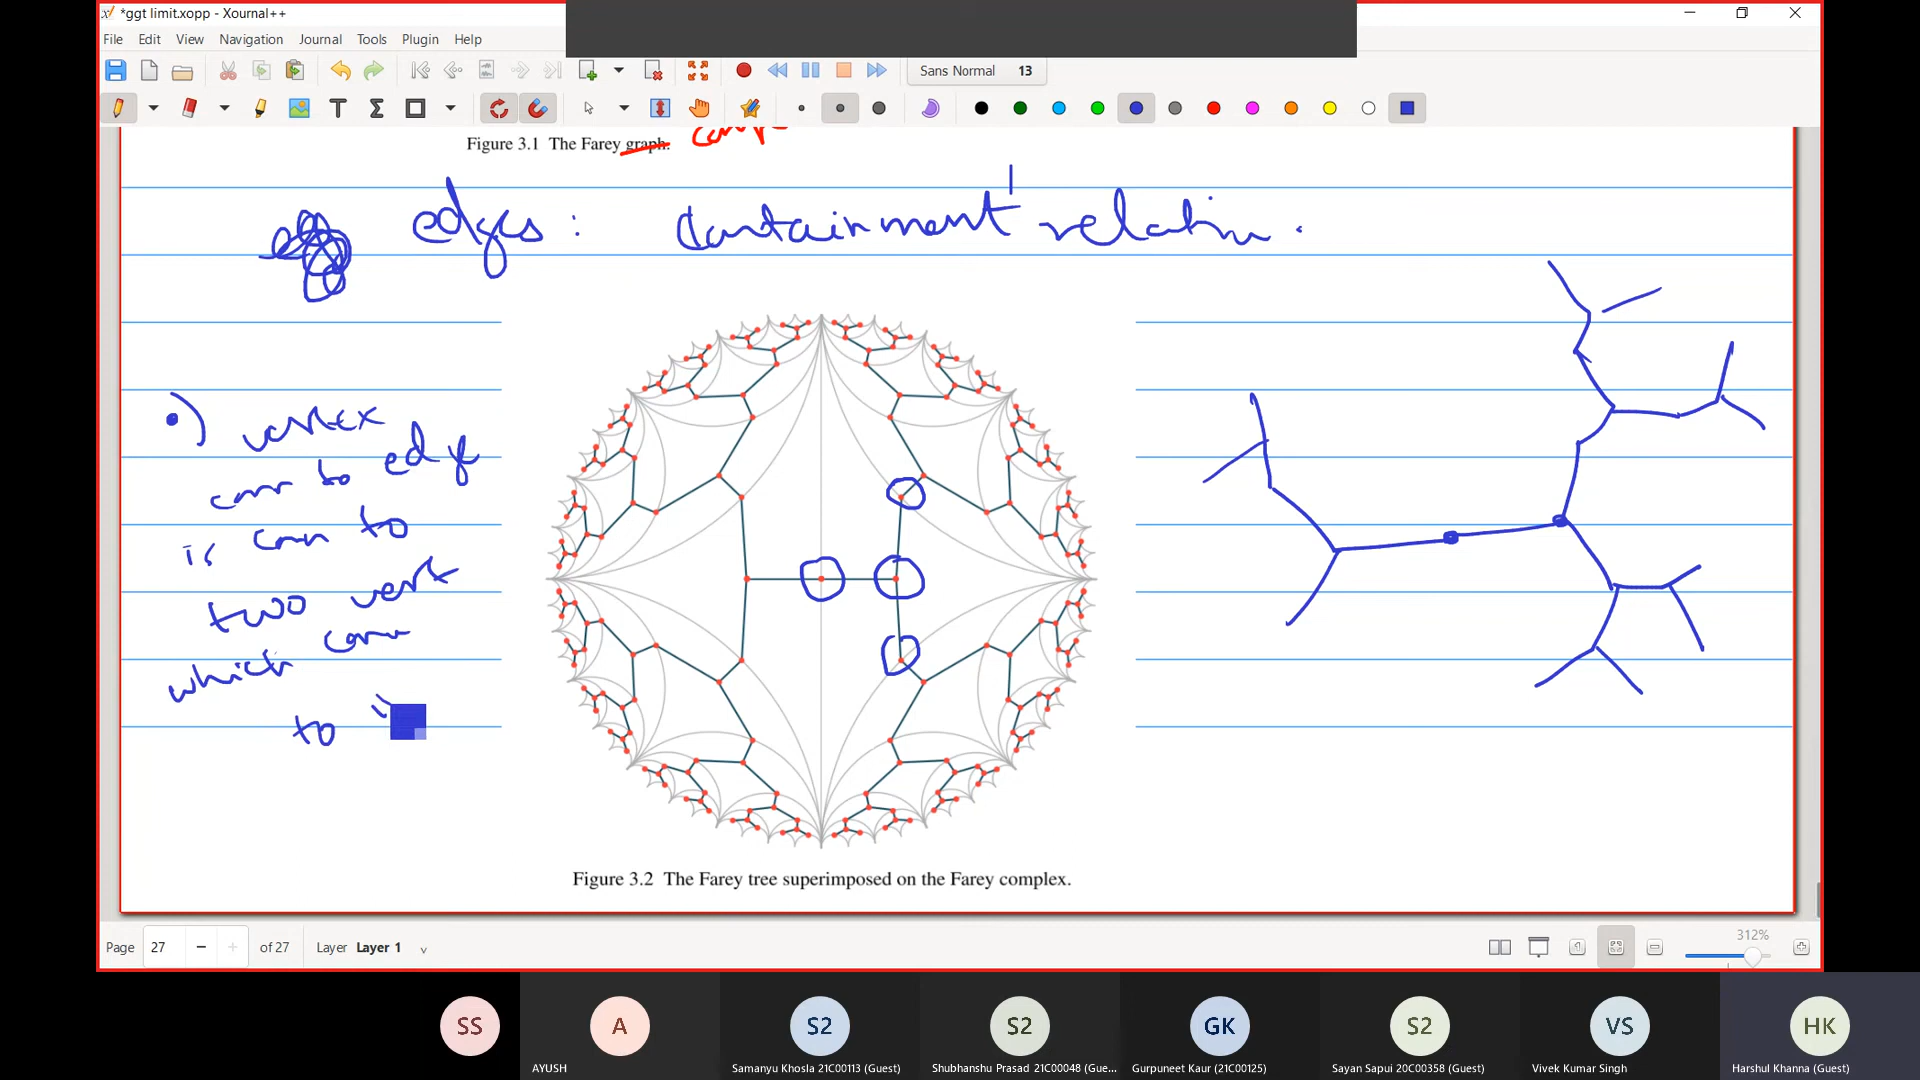 *ggt limit.xopp - Xournal++
File Edit View Navigation Journal Tools Plugin Help
Sans Normal 13
Figure 3.1 The Farey graph.
edges : containment relation .
•) vertex
corr to edge
is corr to
two vert
which corr
to
Figure 3.2 The Farey tree superimposed on the Farey complex.
Page 27 of 27 Layer Layer 1 312%
SS A S2 S2 GK S2 VS HK
AYUSH Samanyu Khosla 21C00113 (Guest) Shubhanshu Prasad 21C00048 (Gue... Gurpuneet Kaur (21C00125) Sayan Sapui 20C00358 (Guest) Vivek Kumar Singh Harshul Khanna (Guest)